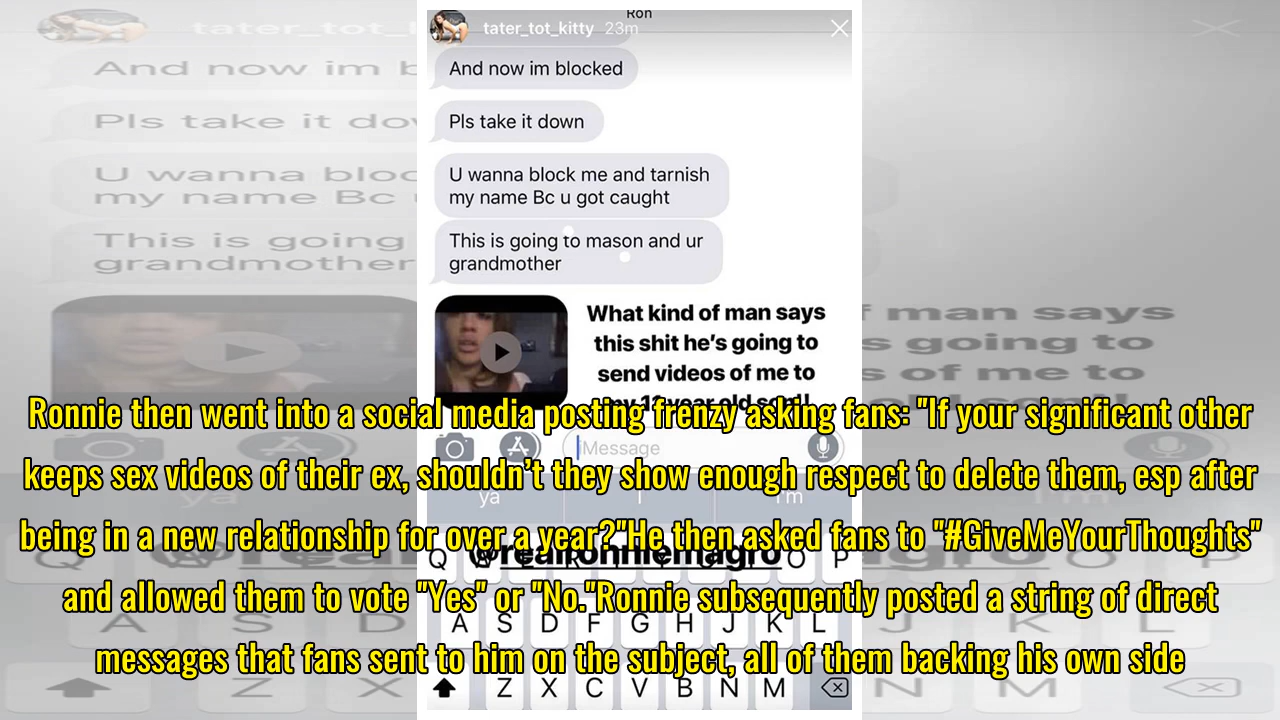 Ron
tater_tot_kitty 23m
And now im blocked
Pls take it down
U wanna block me and tarnish
my name Bc u got caught
This is going to mason and ur
grandmother
What kind of man says
this shit he's going to
send videos of me to
year old
iMessage
ya I I'm
@realronniemagro
Q O P
A S D F G H J K L
Z X C V B N M
Ronnie then went into a social media posting frenzy asking fans: "If your significant other
keeps sex videos of their ex, shouldn’t they show enough respect to delete them, esp after
being in a new relationship for over a year?"He then asked fans to "#GiveMeYourThoughts"
and allowed them to vote "Yes" or "No."Ronnie subsequently posted a string of direct
messages that fans sent to him on the subject, all of them backing his own side